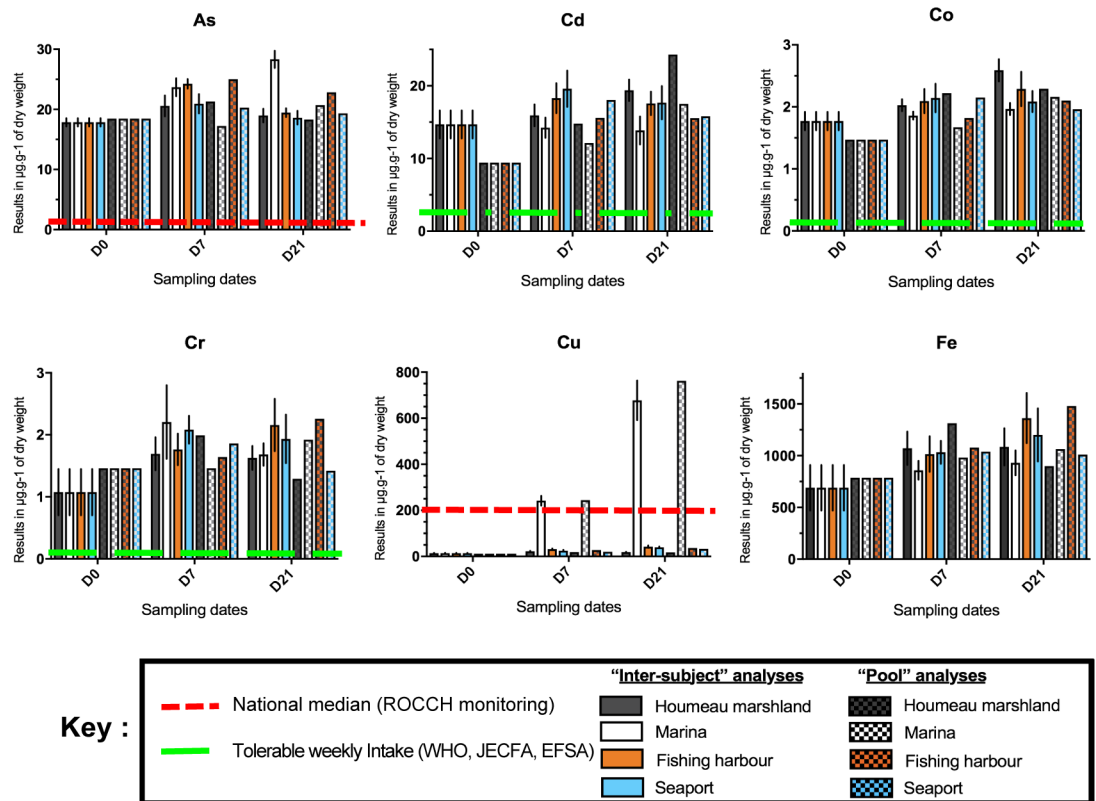 As
Results in µg.g-1 of dry weight
30
20
10
0
D0
D7
D21
Sampling dates
Cd
Results in µg.g-1 of dry weight
20
10
0
D0
D7
D21
Sampling dates
Co
Results in µg.g-1 of dry weight
3
2
1
0
D0
D7
D21
Sampling dates
Cr
Results in µg.g-1 of dry weight
3
2
1
0
D0
D7
D21
Sampling dates
Cu
Results in µg.g-1 of dry weight
800
600
400
200
0
D0
D7
D21
Sampling dates
Fe
Results in µg.g-1 of dry weight
1500
1000
500
0
D0
D7
D21
Sampling dates
Key :
National median (ROCCH monitoring)
Tolerable weekly Intake (WHO, JECFA, EFSA)
“Inter-subject” analyses
Houmeau marshland
Marina
Fishing harbour
Seaport
“Pool” analyses
Houmeau marshland
Marina
Fishing harbour
Seaport